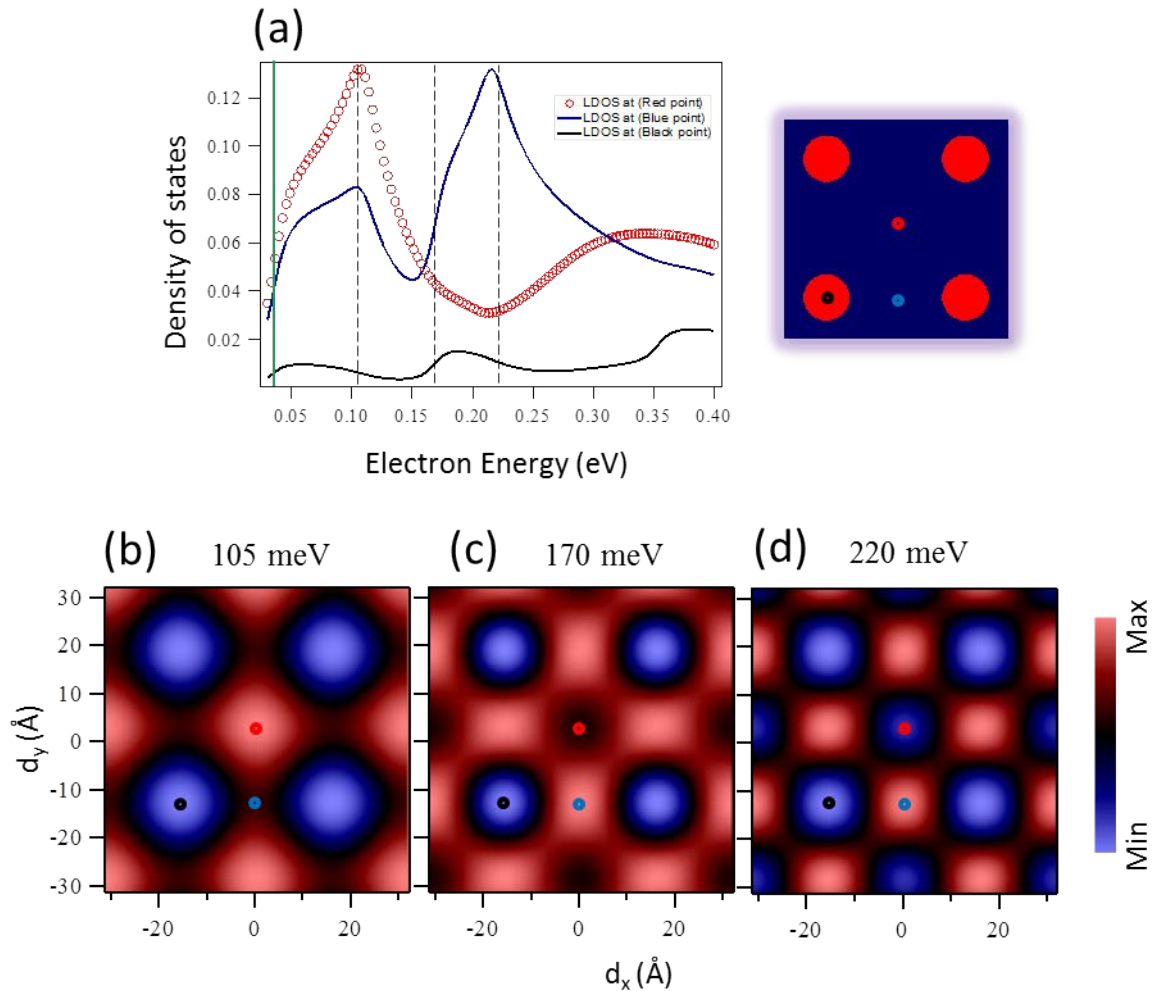 (a)
Density of states
0.12
0.10
0.08
0.06
0.04
0.02
LDOS at (Red point)
LDOS at (Blue point)
LDOS at (Black point)
0.05 0.10 0.15 0.20 0.25 0.30 0.35 0.40
Electron Energy (eV)
(b) 105 meV
(c) 170 meV
(d) 220 meV
dy (Å)
30
20
10
0
-10
-20
-30
-20 0 20
-20 0 20
-20 0 20
dx (Å)
Max
Min